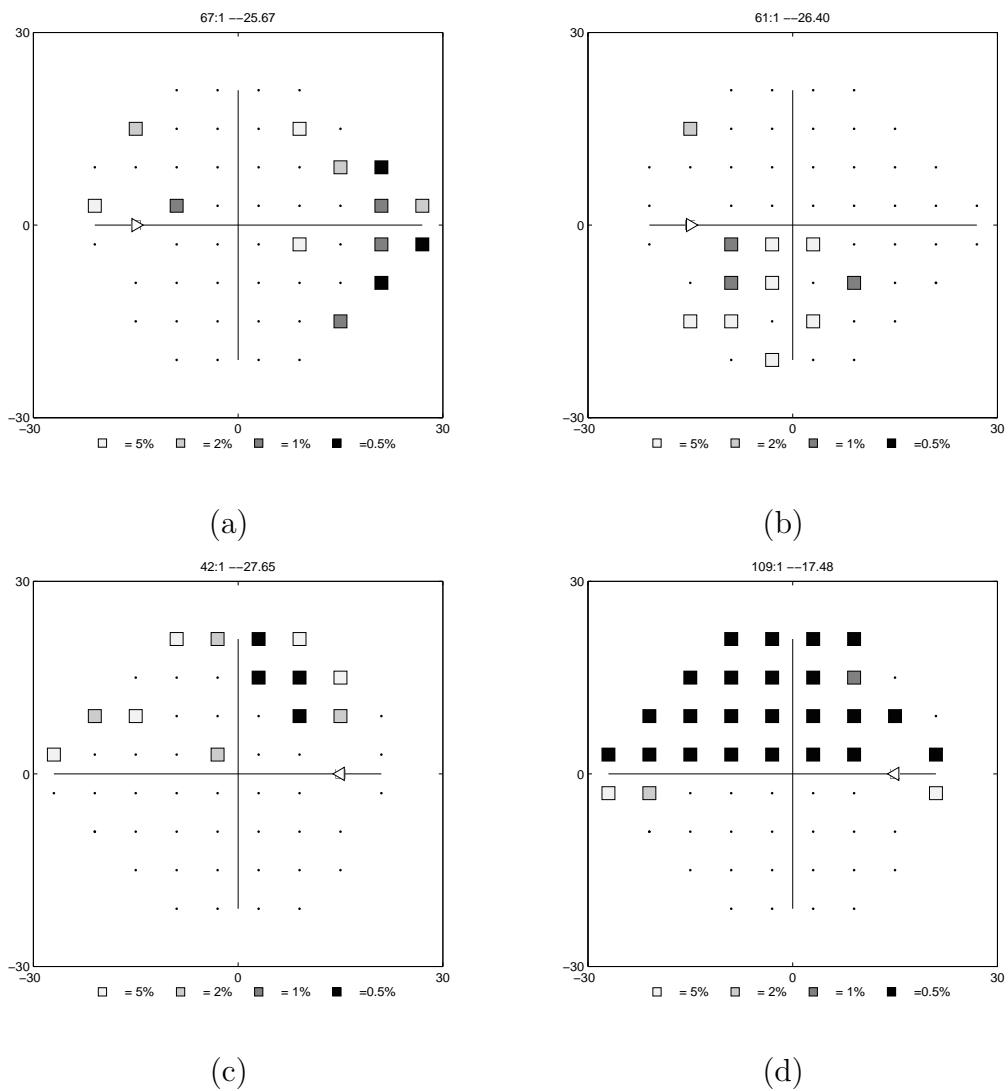 67:1 −−25.67
61:1 −−26.40
30
30
0
0
−30
−30
−30 0 30
−30 0 30
= 5% = 2% = 1% =0.5%
= 5% = 2% = 1% =0.5%
(a)
(b)
42:1 −−27.65
109:1 −−17.48
30
30
0
0
−30
−30
−30 0 30
−30 0 30
= 5% = 2% = 1% =0.5%
= 5% = 2% = 1% =0.5%
(c)
(d)